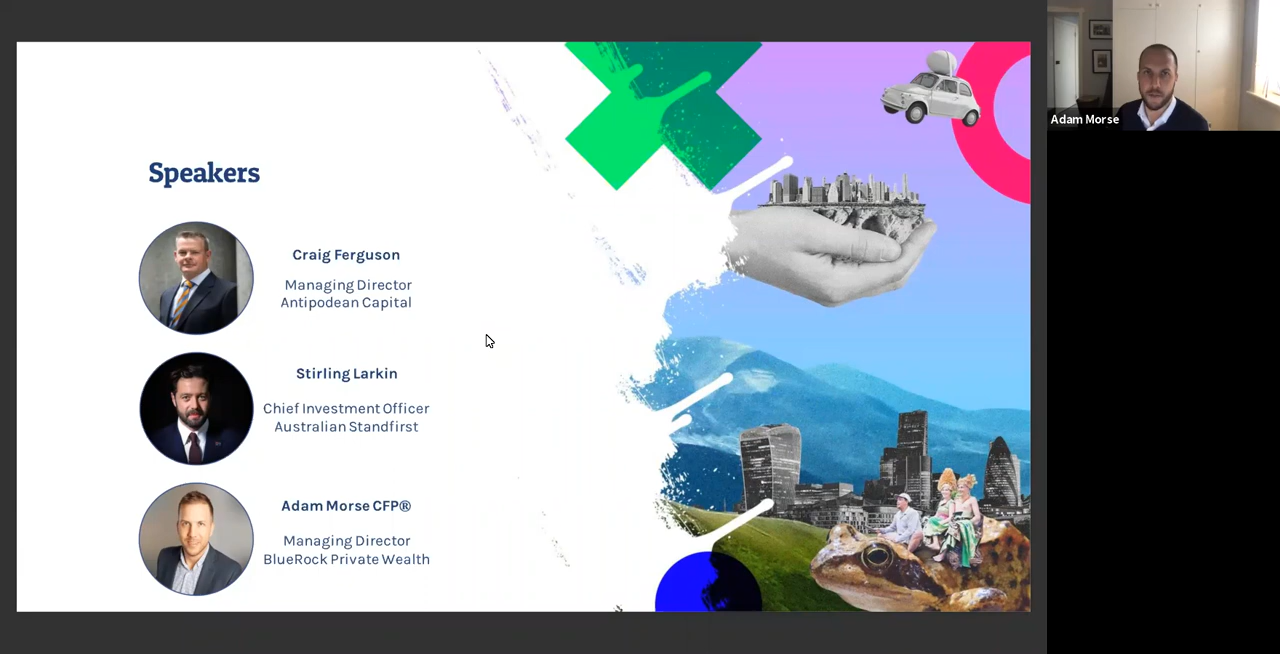 Speakers
Craig Ferguson
Managing Director
Antipodean Capital
Stirling Larkin
Chief Investment Officer
Australian Standfirst
Adam Morse CFP®
Managing Director
BlueRock Private Wealth
Adam Morse